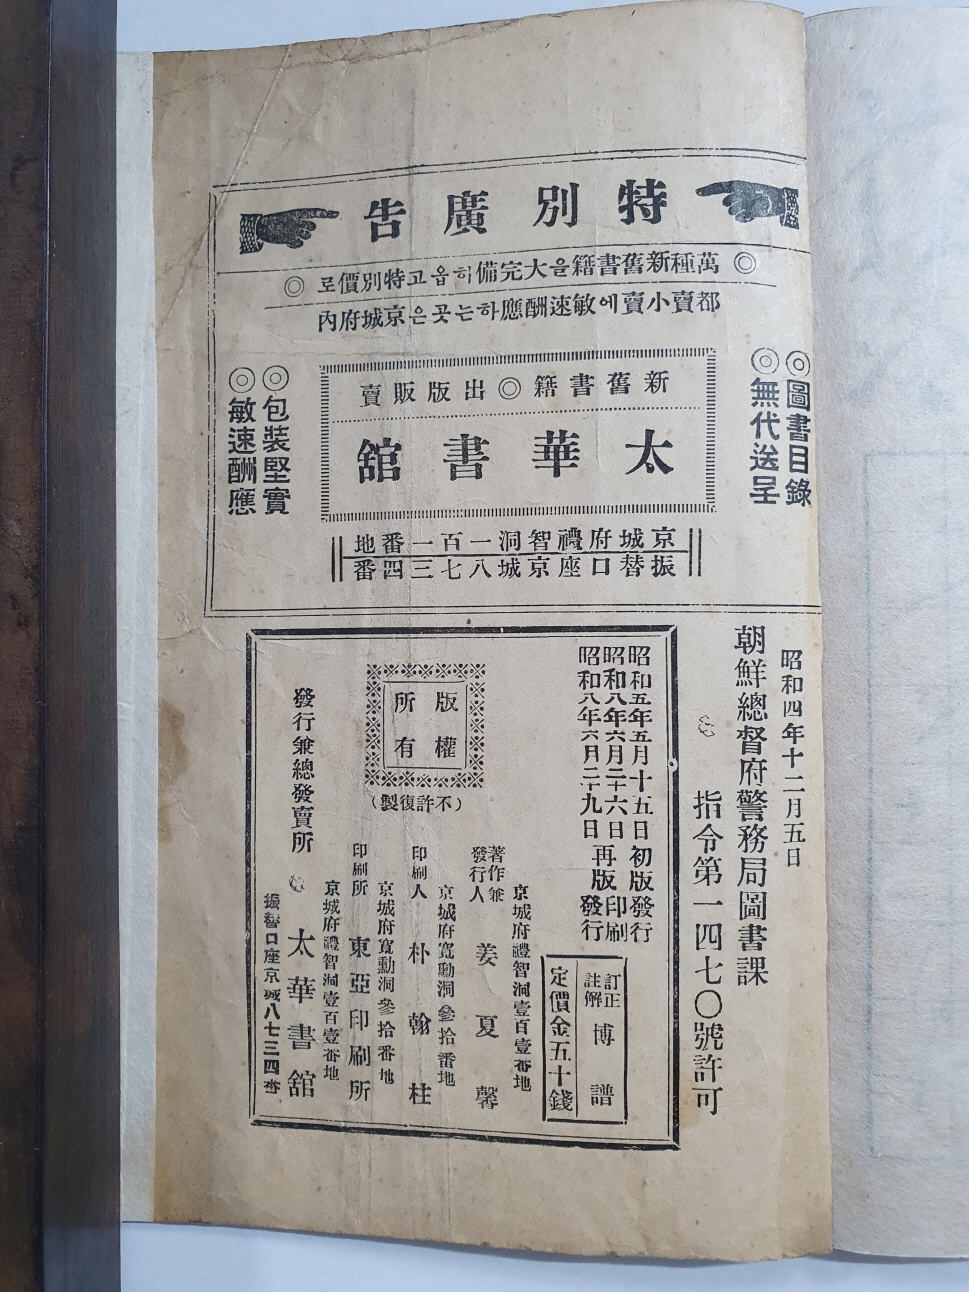 特別廣告
◎萬種新舊書籍을大完備히옵고特別價로◎
都賣小賣에敏速酬應하는곳은京城府內
◎圖書目錄
◎無代送呈
新舊書籍◎出版販賣
太華書舘
◎包裝堅實
◎敏速酬應
京城府禮智洞一百一番地
振替口座京城八七三四番
昭和四年十二月五日
朝鮮總督府警務局圖書課
指令第一四七〇號許可
昭和五年五月十五日初版發行
昭和八年六月二十六日再版印刷
昭和八年六月二十九日再版發行
訂正註解 博譜
定價金五十錢
京城府禮智洞壹百壹番地
著作兼發行人 姜夏馨
京城府寬勳洞參拾番地
印刷人 朴翰柱
京城府寬勳洞參拾番地
印刷所 東亞印刷所
版權所有
(不許復製)
京城府禮智洞壹百壹番地
發行兼總發賣所 太華書舘
振替口座京城八七三四番